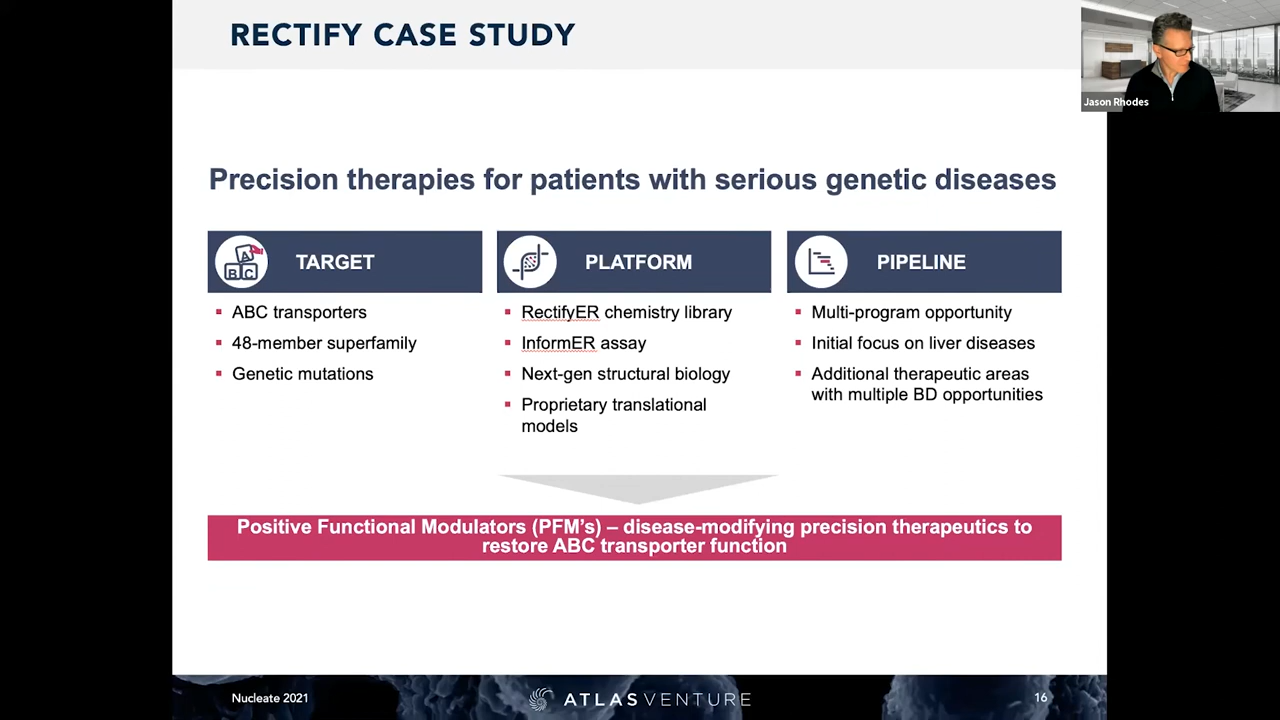 RECTIFY CASE STUDY
Jason Rhodes
Precision therapies for patients with serious genetic diseases
A
B C
TARGET
PLATFORM
PIPELINE
▪ ABC transporters
▪ 48-member superfamily
▪ Genetic mutations
▪ RectifyER chemistry library
▪ InformER assay
▪ Next-gen structural biology
▪ Proprietary translational
models
▪ Multi-program opportunity
▪ Initial focus on liver diseases
▪ Additional therapeutic areas
with multiple BD opportunities
Positive Functional Modulators (PFM's) – disease-modifying precision therapeutics to
restore ABC transporter function
Nucleate 2021
ATLAS VENTURE
16